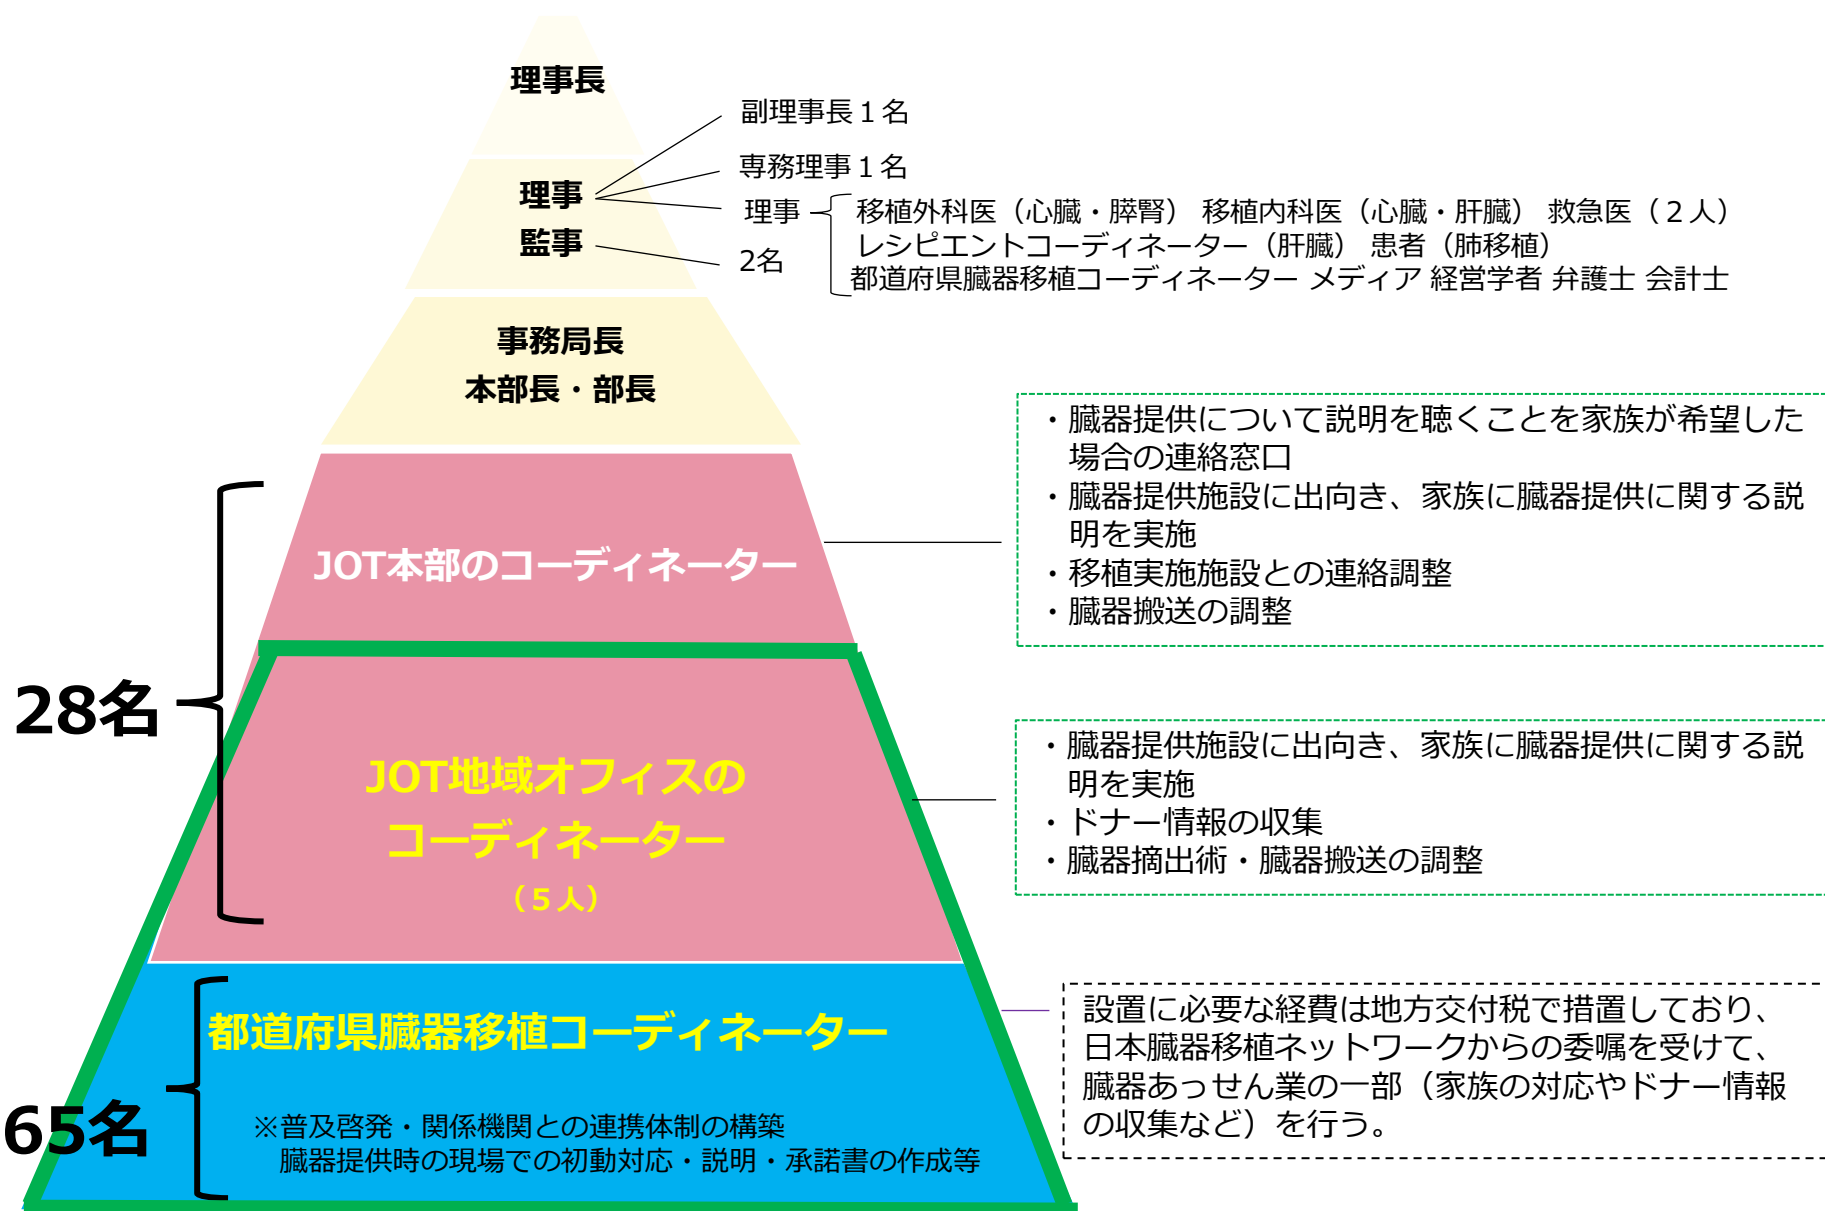 理事長
副理事長１名
専務理事１名
理事
理事
移植外科医（心臓・膵腎） 移植内科医（心臓・肝臓） 救急医（２人）
レシピエントコーディネーター（肝臓） 患者（肺移植）
都道府県臓器移植コーディネーター メディア 経営学者 弁護士 会計士
監事
2名
事務局長
本部長・部長
JOT本部のコーディネーター
・臓器提供について説明を聴くことを家族が希望した
場合の連絡窓口
・臓器提供施設に出向き、家族に臓器提供に関する説
明を実施
・移植実施施設との連絡調整
・臓器搬送の調整
28名
JOT地域オフィスの
コーディネーター
（５人）
・臓器提供施設に出向き、家族に臓器提供に関する説
明を実施
・ドナー情報の収集
・臓器摘出術・臓器搬送の調整
都道府県臓器移植コーディネーター
65名
※普及啓発・関係機関との連携体制の構築
臓器提供時の現場での初動対応・説明・承諾書の作成等
設置に必要な経費は地方交付税で措置しており、
日本臓器移植ネットワークからの委嘱を受けて、
臓器あっせん業の一部（家族の対応やドナー情報
の収集など）を行う。